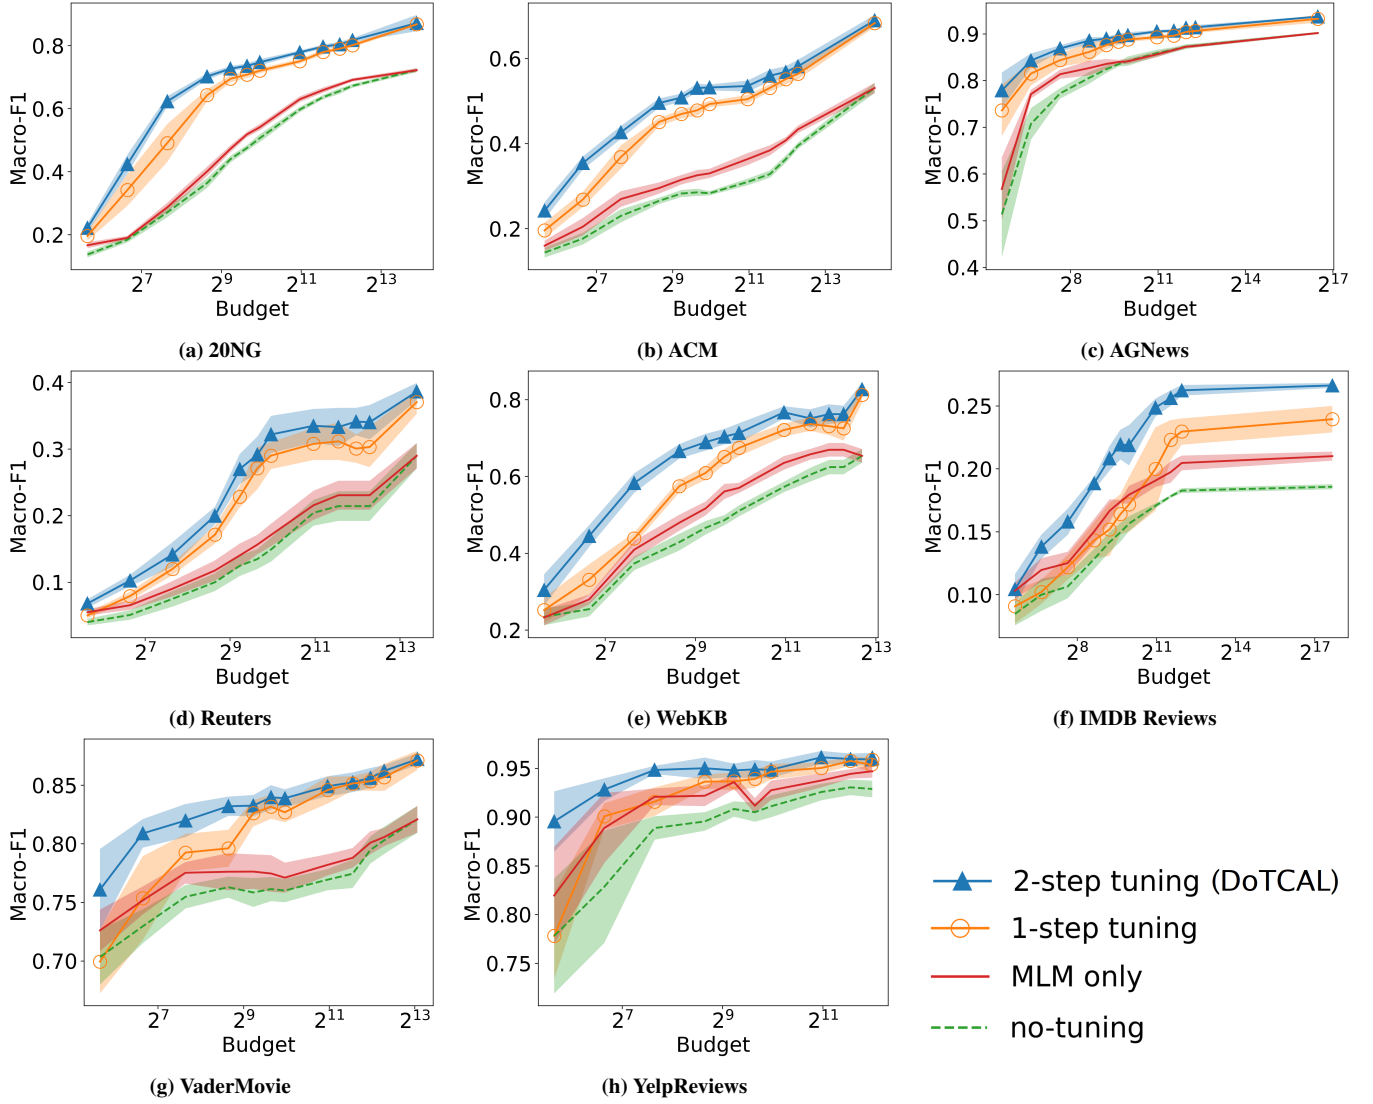 Macro-F1
0.8
0.6
0.4
0.2
2^7 2^9 2^11 2^13
Budget
(a) 20NG
Macro-F1
0.6
0.4
0.2
2^7 2^9 2^11 2^13
Budget
(b) ACM
Macro-F1
0.9
0.8
0.7
0.6
0.5
0.4
2^8 2^11 2^14 2^17
Budget
(c) AGNews
Macro-F1
0.4
0.3
0.2
0.1
2^7 2^9 2^11 2^13
Budget
(d) Reuters
Macro-F1
0.8
0.6
0.4
0.2
2^7 2^9 2^11 2^13
Budget
(e) WebKB
Macro-F1
0.25
0.20
0.15
0.10
2^8 2^11 2^14 2^17
Budget
(f) IMDB Reviews
Macro-F1
0.85
0.80
0.75
0.70
2^7 2^9 2^11 2^13
Budget
(g) VaderMovie
Macro-F1
0.95
0.90
0.85
0.80
0.75
2^7 2^9 2^11
Budget
(h) YelpReviews
2-step tuning (DoTCAL)
1-step tuning
MLM only
no-tuning